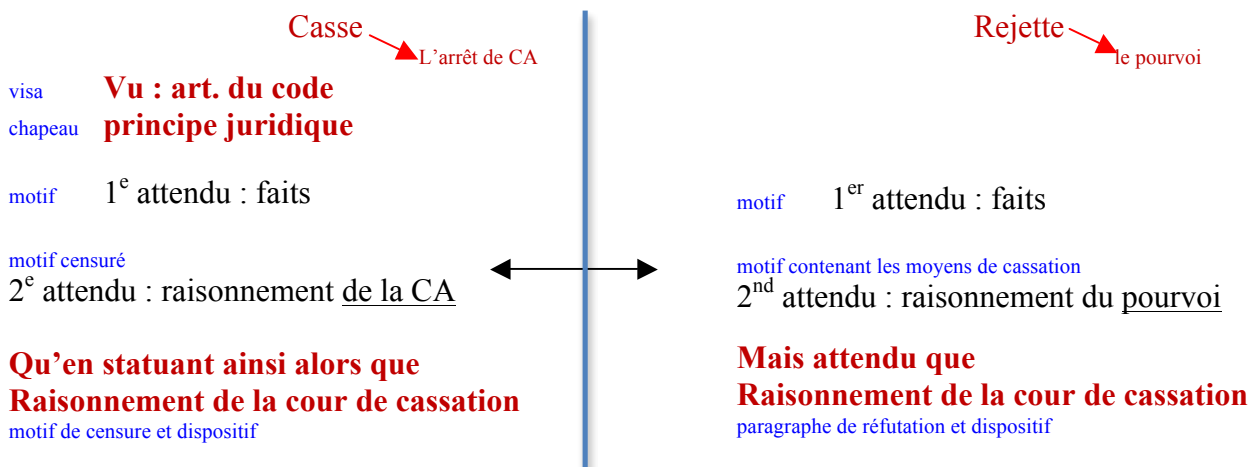 Casse
L’arrêt de CA
visa Vu : art. du code
chapeau principe juridique
motif 1e attendu : faits
motif censuré
2e attendu : raisonnement de la CA
Qu’en statuant ainsi alors que
Raisonnement de la cour de cassation
motif de censure et dispositif
Rejette
le pourvoi
motif 1er attendu : faits
motif contenant les moyens de cassation
2nd attendu : raisonnement du pourvoi
Mais attendu que
Raisonnement de la cour de cassation
paragraphe de réfutation et dispositif